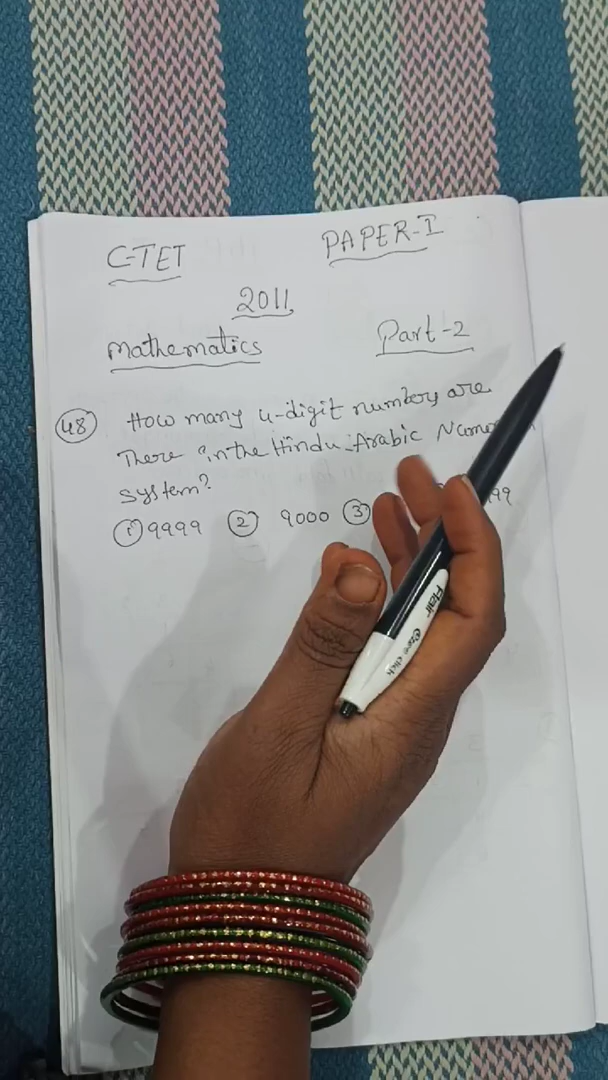 C-TET PAPER-I
2011
Mathematics Part-2
48 How many 4-digit numbers are
There in the Hindu-Arabic
system?
1 9999 2 9000 3
Flair